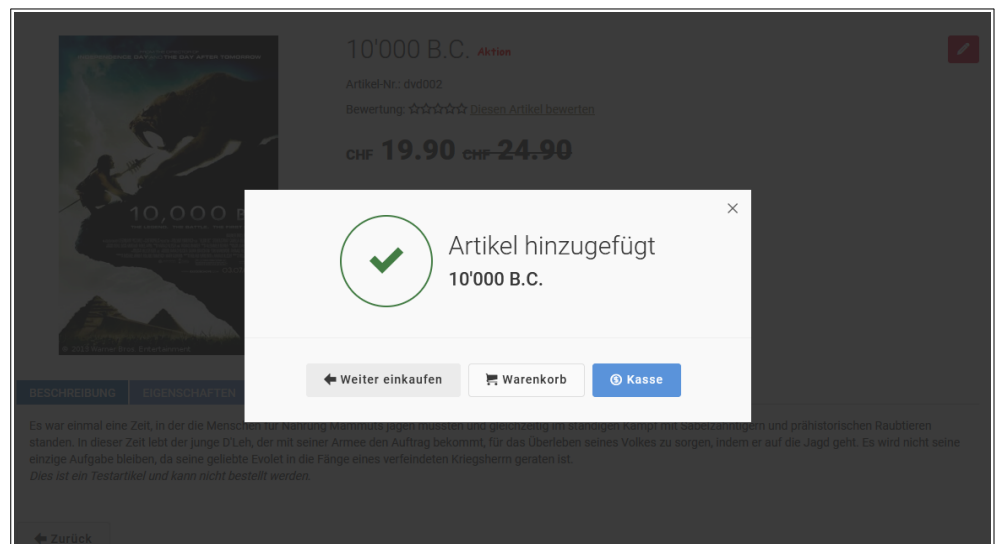 10'000 B.C. Aktion
Artikel-Nr.: dvd002
Bewertung: Diesen Artikel bewerten
CHF 19.90 CHF 24.90
10,000 B
Artikel hinzugefügt
10'000 B.C.
Weiter einkaufen
Warenkorb
Kasse
BESCHREIBUNG
EIGENSCHAFTEN
Es war einmal eine Zeit, in der die Menschen für Nahrung Mammuts jagen mussten und gleichzeitig im ständigen Kampf mit Säbelzahntigern und prähistorischen Raubtieren
standen. In dieser Zeit lebt der junge D'Leh, der mit seiner Armee den Auftrag bekommt, für das Überleben seines Volkes zu sorgen, indem er auf die Jagd geht. Es wird nicht seine
einzige Aufgabe bleiben, da seine geliebte Evolet in die Fänge eines verfeindeten Kriegsherrn geraten ist.
Dies ist ein Testartikel und kann nicht bestellt werden.
Zurück